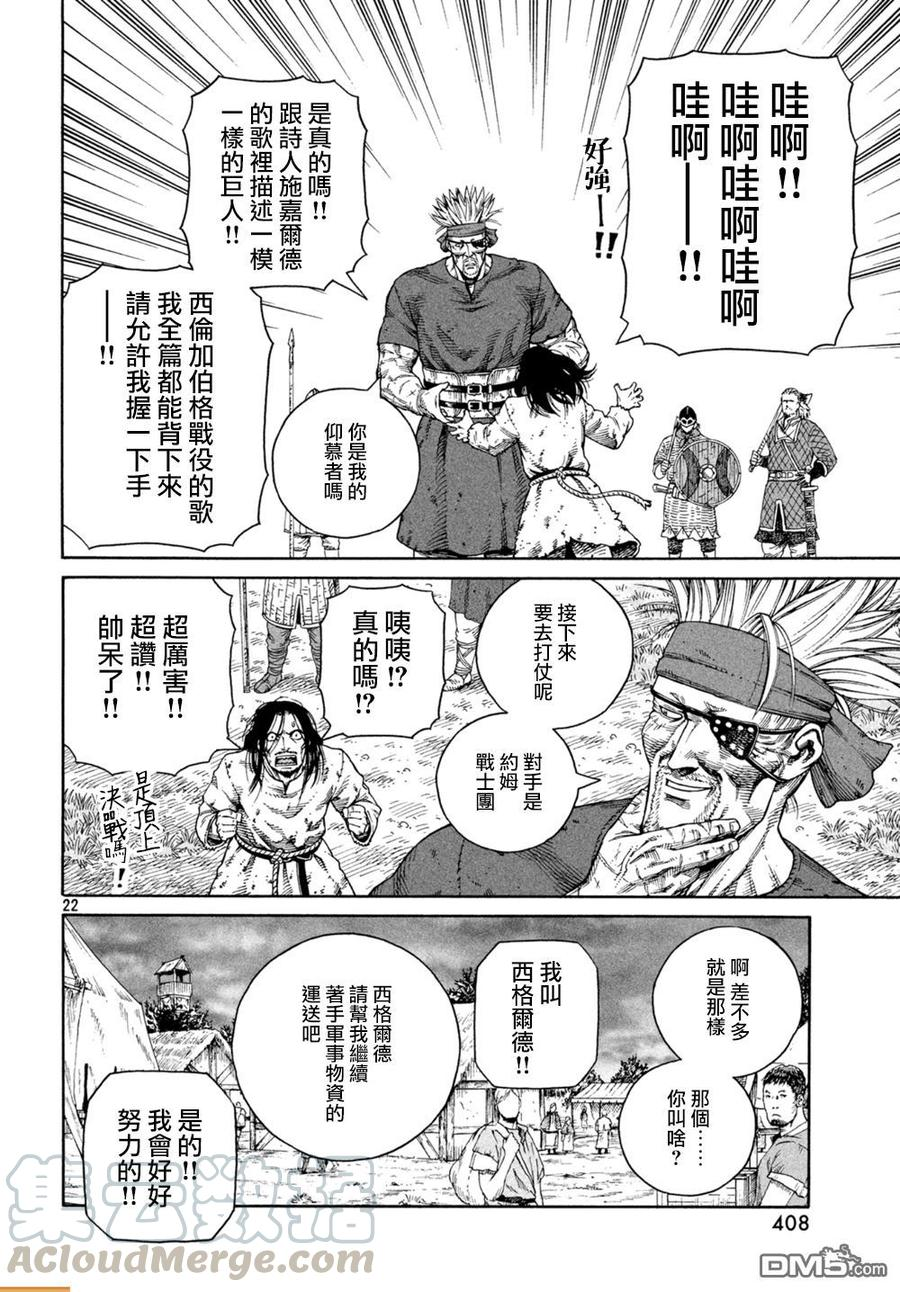 哇啊!!
哇啊哇啊哇啊
哇啊——!!
好強—!!
是真的嗎!!
跟詩人施嘉爾德
的歌裡描述一模
一樣的巨人!!
西倫加伯格戰役的歌
我全篇都能背下來
請允許我握一下手
——!!
你是我的
仰慕者嗎
接下來
要去打仗呢
對手是
約姆
戰士團
咦咦!?
真的嗎!?
超厲害!!
超讚!!
帥呆了!!
是頂上
決戰嗎!
22
啊 差不多
就是那樣
那個……
你叫啥?
我叫
西格爾德!!
西格爾德
請幫我繼續
著手軍事物資的
運送吧
是的!!
我會好好
努力的!!
408
集云数据
AcloudMerge.com
DM5.com